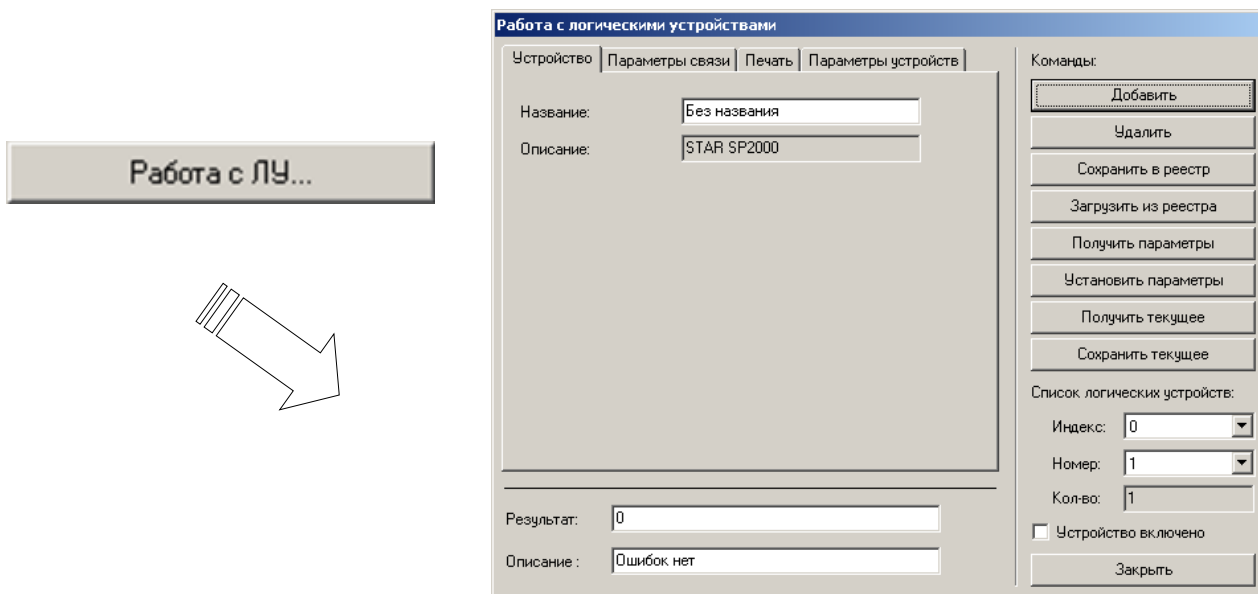 Работа с ЛУ...
Работа с логическими устройствами
Устройство Параметры связи Печать Параметры устройств
Название: Без названия
Описание: STAR SP2000
Результат: 0
Описание : Ошибок нет
Команды:
Добавить
Удалить
Сохранить в реестр
Загрузить из реестра
Получить параметры
Установить параметры
Получить текущее
Сохранить текущее
Список логических устройств:
Индекс: 0
Номер: 1
Кол-во: 1
Устройство включено
Закрыть